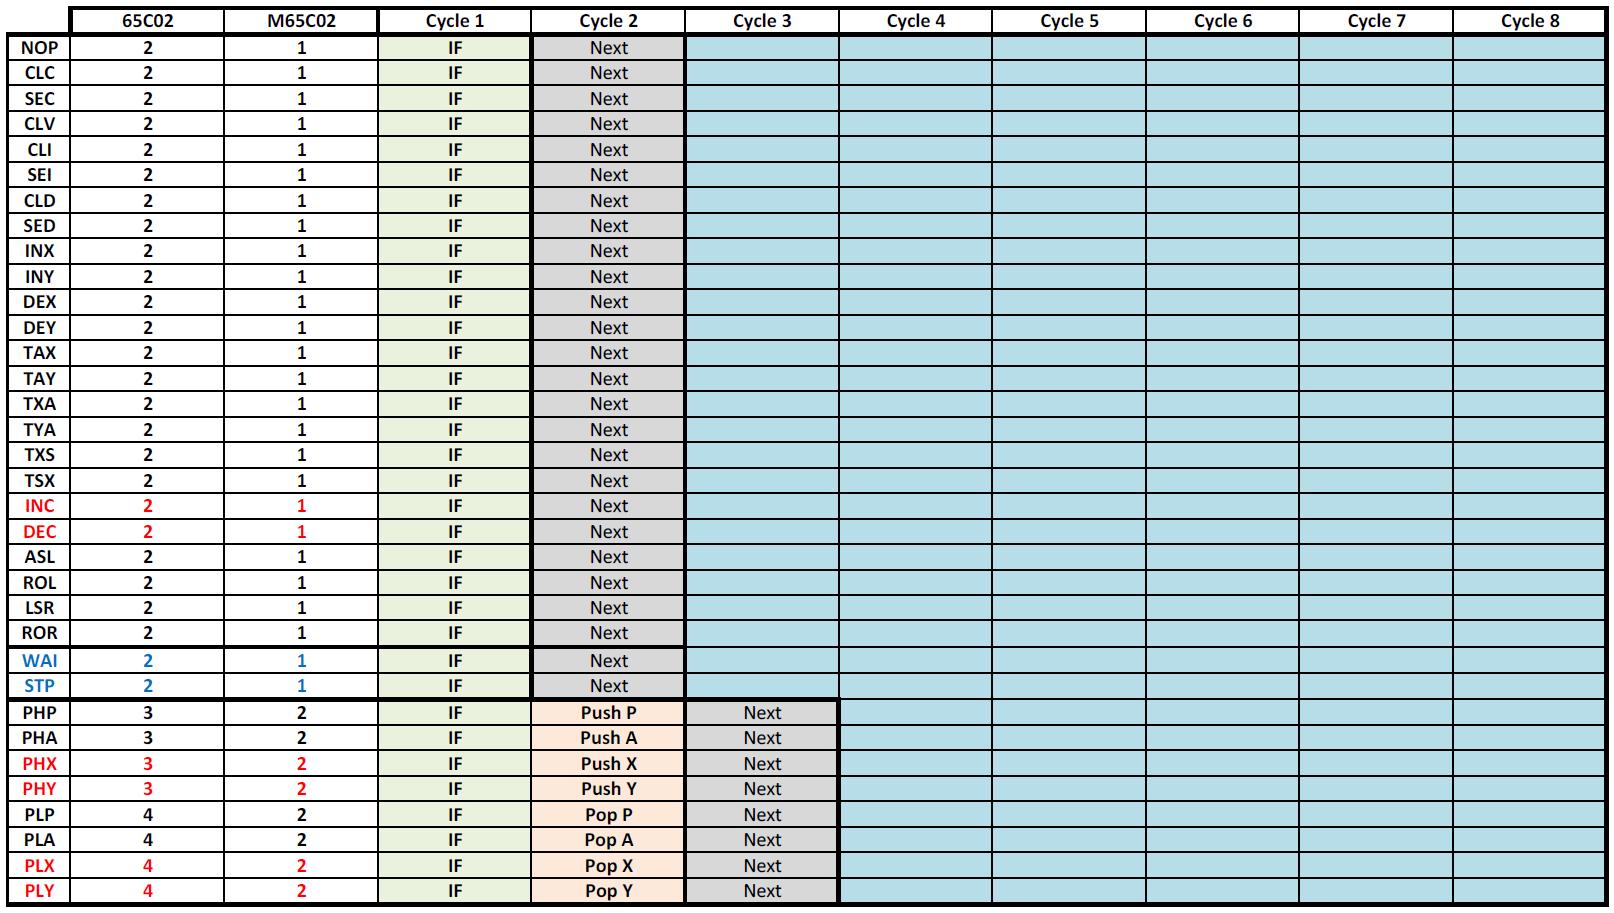 65C02 M65C02 Cycle 1 Cycle 2 Cycle 3 Cycle 4 Cycle 5 Cycle 6 Cycle 7 Cycle 8
NOP 2 1 IF Next
CLC 2 1 IF Next
SEC 2 1 IF Next
CLV 2 1 IF Next
CLI 2 1 IF Next
SEI 2 1 IF Next
CLD 2 1 IF Next
SED 2 1 IF Next
INX 2 1 IF Next
INY 2 1 IF Next
DEX 2 1 IF Next
DEY 2 1 IF Next
TAX 2 1 IF Next
TAY 2 1 IF Next
TXA 2 1 IF Next
TYA 2 1 IF Next
TXS 2 1 IF Next
TSX 2 1 IF Next
INC 2 1 IF Next
DEC 2 1 IF Next
ASL 2 1 IF Next
ROL 2 1 IF Next
LSR 2 1 IF Next
ROR 2 1 IF Next
WAI 2 1 IF Next
STP 2 1 IF Next
PHP 3 2 IF Push P Next
PHA 3 2 IF Push A Next
PHX 3 2 IF Push X Next
PHY 3 2 IF Push Y Next
PLP 4 2 IF Pop P Next
PLA 4 2 IF Pop A Next
PLX 4 2 IF Pop X Next
PLY 4 2 IF Pop Y Next